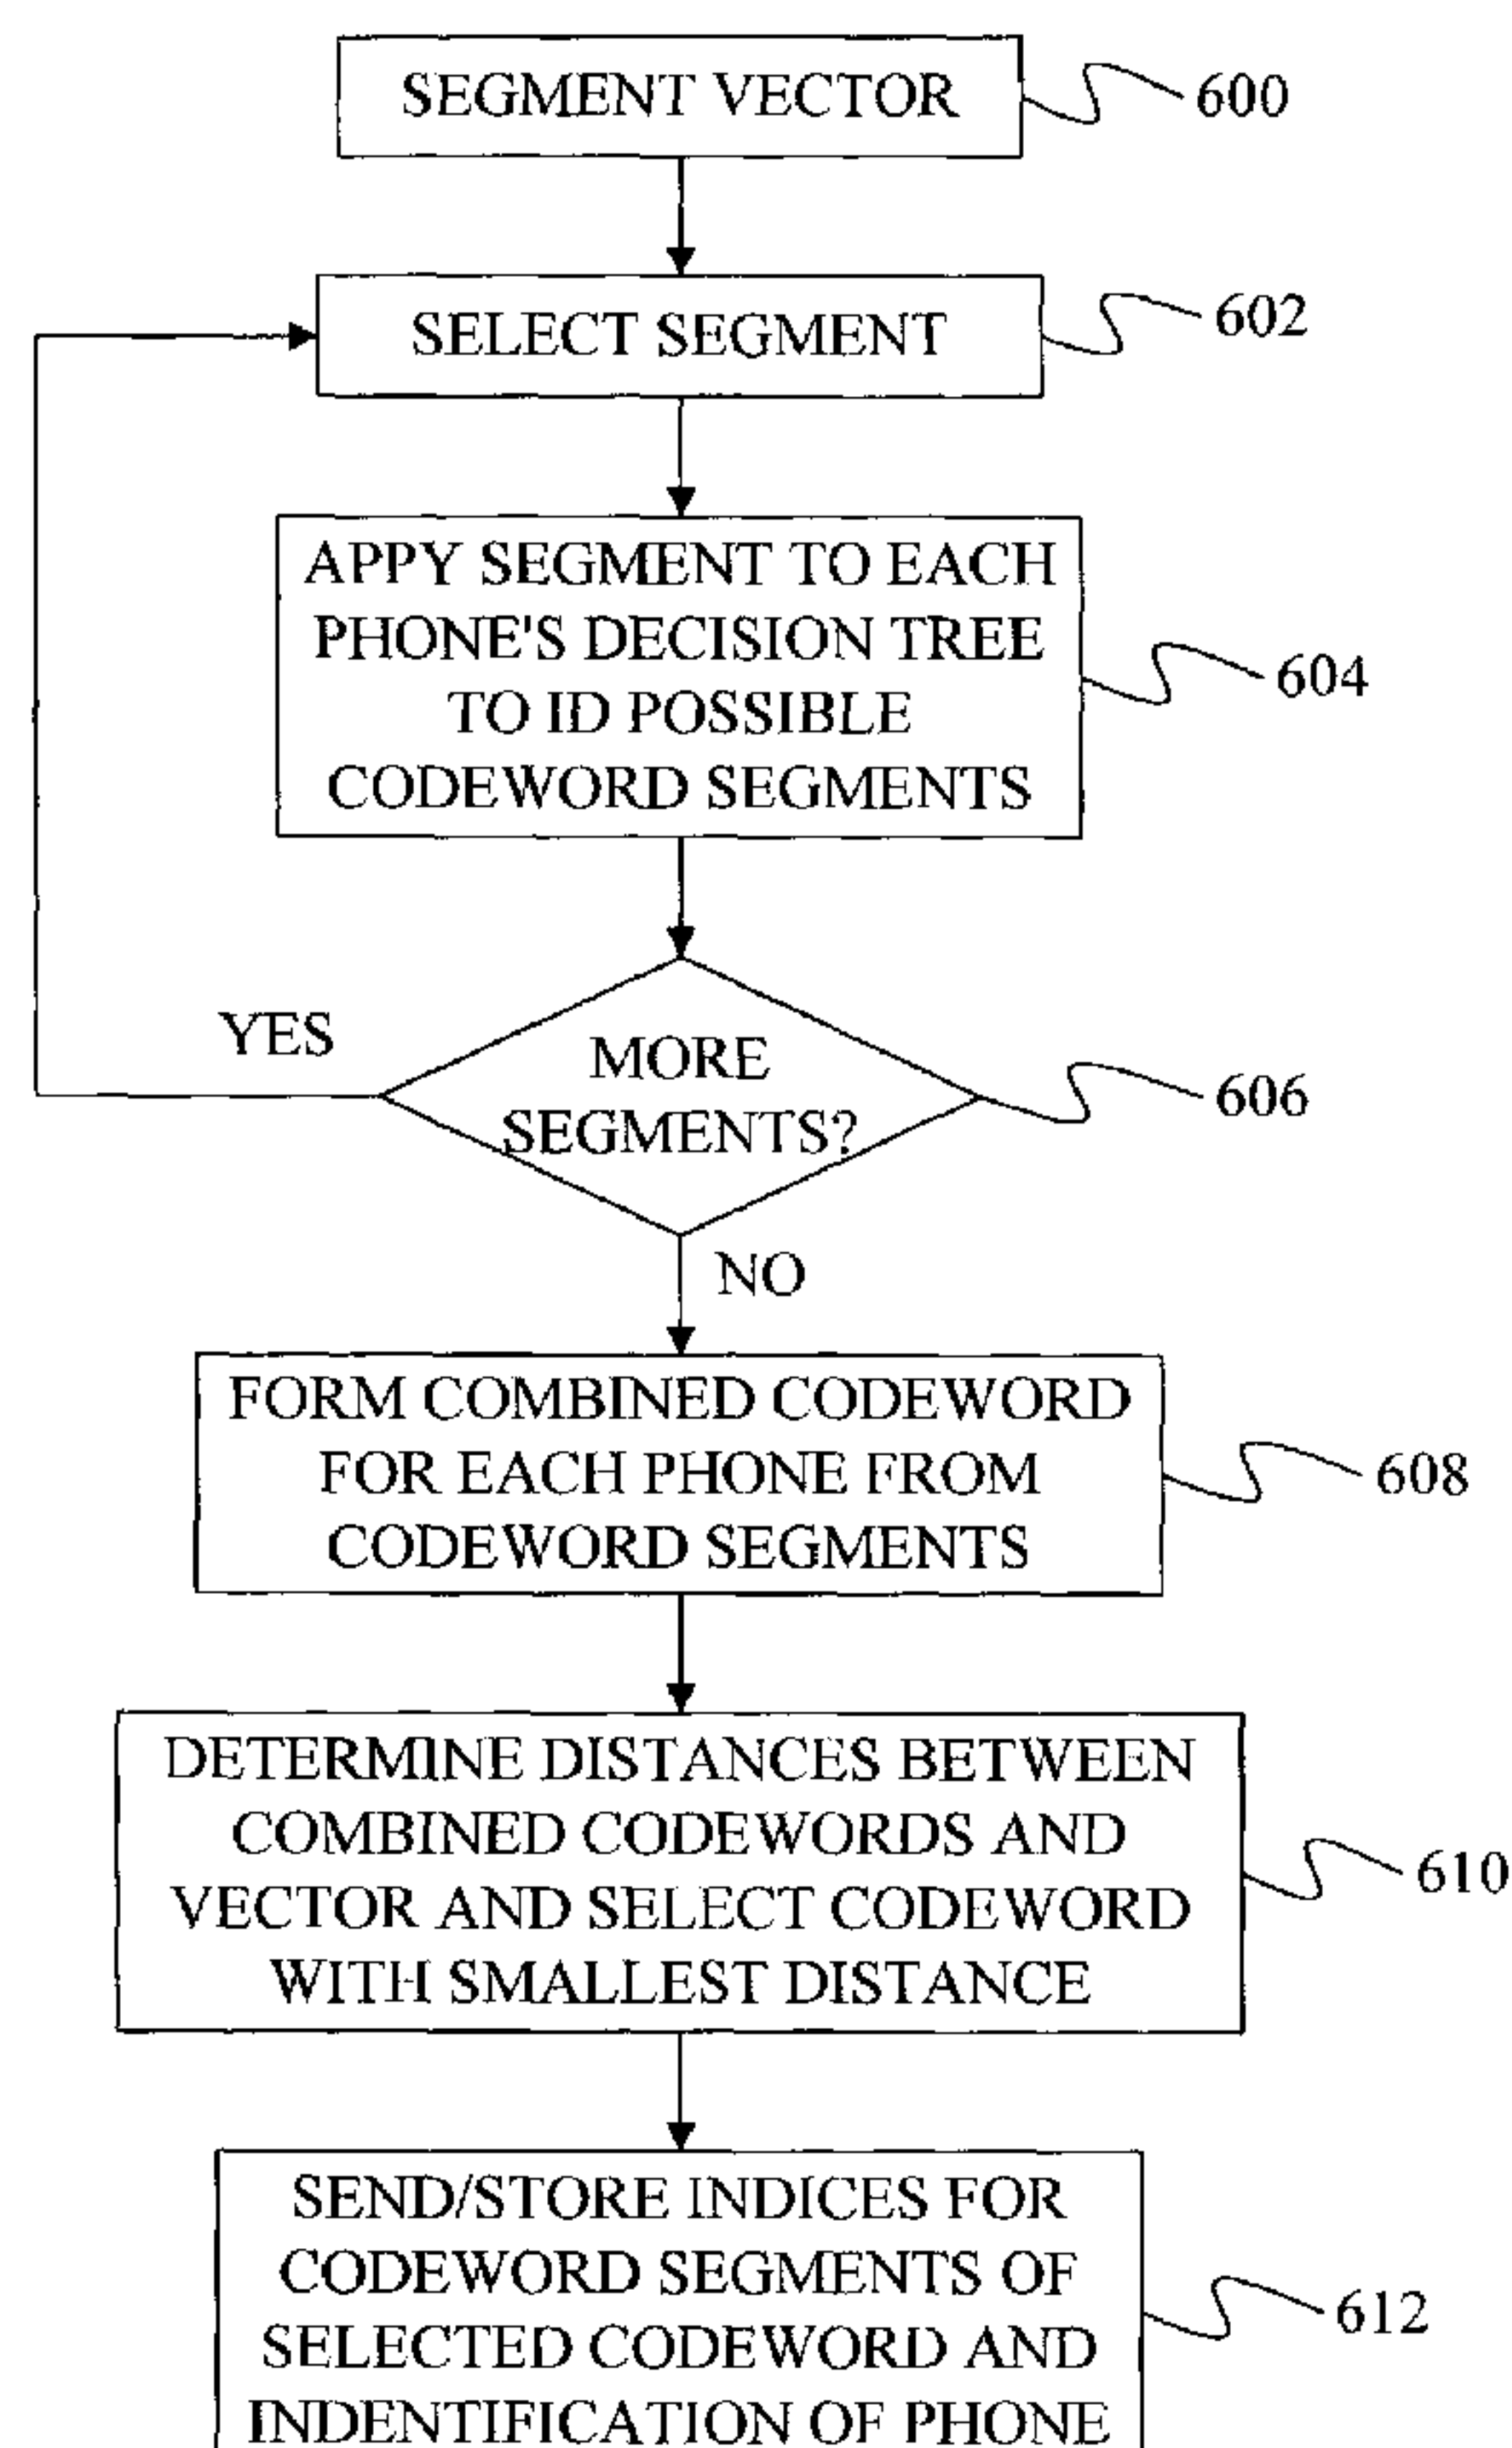 SEGMENT VECTOR
600
SELECT SEGMENT
602
APPY SEGMENT TO EACH
PHONE'S DECISION TREE
TO ID POSSIBLE
CODEWORD SEGMENTS
604
YES
MORE
SEGMENTS?
606
NO
FORM COMBINED CODEWORD
FOR EACH PHONE FROM
CODEWORD SEGMENTS
608
DETERMINE DISTANCES BETWEEN
COMBINED CODEWORDS AND
VECTOR AND SELECT CODEWORD
WITH SMALLEST DISTANCE
610
SEND/STORE INDICES FOR
CODEWORD SEGMENTS OF
SELECTED CODEWORD AND
INDENTIFICATION OF PHONE
612